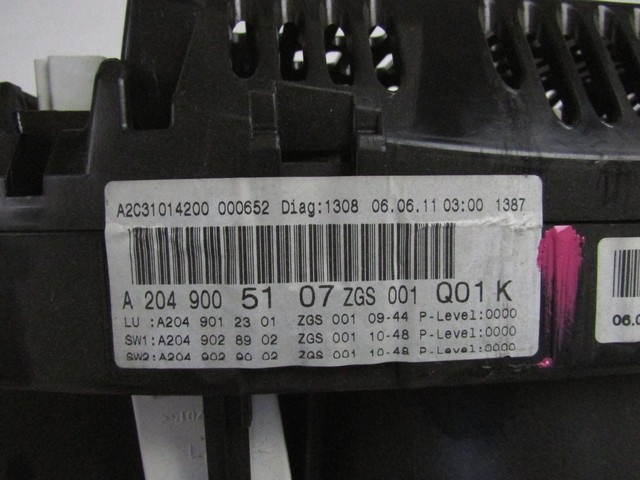 A2C31014200 000652 Diag:1308 06.06.11 03:00 1387
A 204 900 51 07 ZGS 001 Q01 K
LU :A204 901 23 01 ZGS 001 09-44 P-Level:0000
SW1:A204 902 89 02 ZGS 001 10-48 P-Level:0000
SW2:A204 902 90 02 ZGS 001 10-48 P-Level:0000
06.0